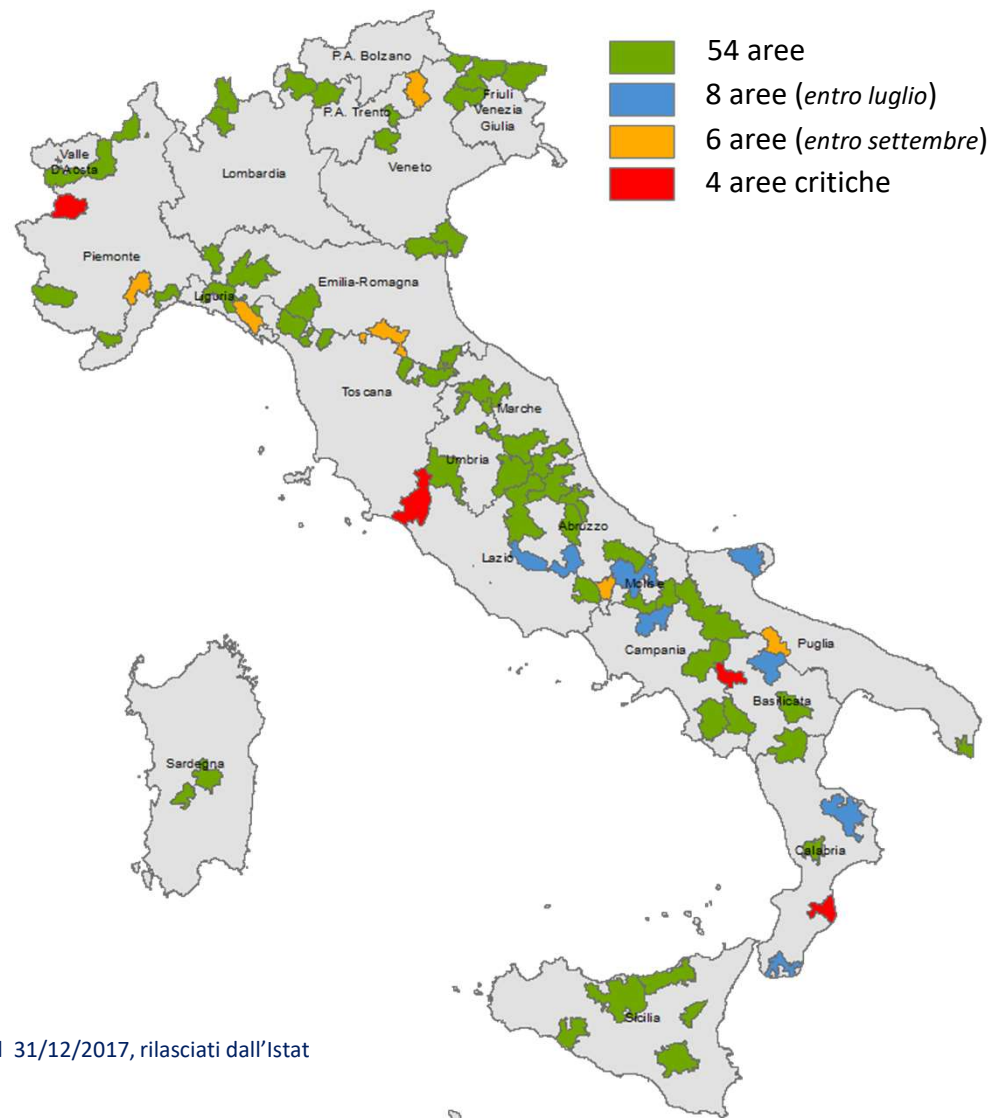 54 aree
8 aree (entro luglio)
6 aree (entro settembre)
4 aree critiche
P.A. Bolzano
P.A. Trento
Friuli
Venezia
Giulia
Valle
D'Aosta
Lombardia
Veneto
Piemonte
Emilia-Romagna
Liguria
Toscana
Marche
Umbria
Abruzzo
Lazio
Molise
Campania
Puglia
Basilicata
Sardegna
Calabria
Sicilia
31/12/2017, rilasciati dall'Istat